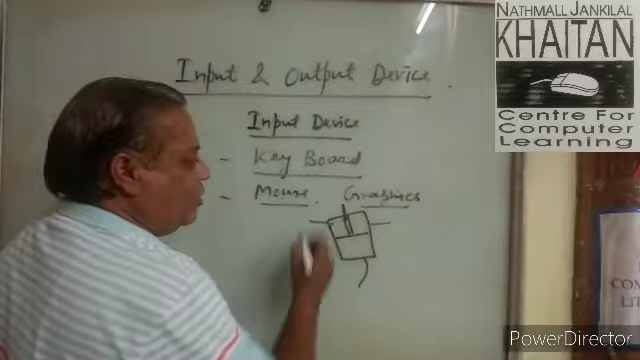 Input & Output Device.
Input Device
- Key Board
- Mouse. Graphics
NATHMALL JANKILAL
KHAITAN
Centre For
Computer
Learning
PowerDirector